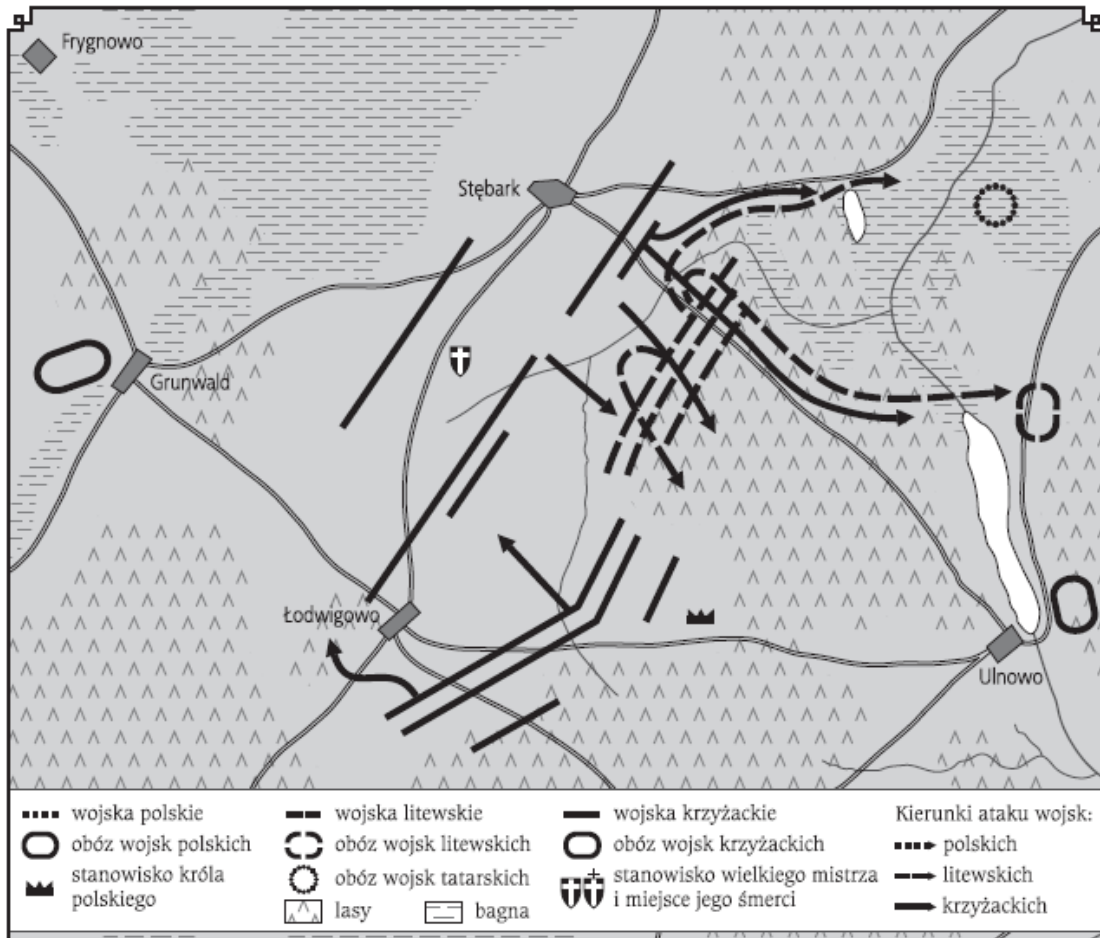 Frygnowo
Stębark
Grunwald
Łodwigowo
Ulnowo
wojska polskie
obóz wojsk polskich
stanowisko króla
polskiego
wojska litewskie
obóz wojsk litewskich
obóz wojsk tatarskich
lasy
bagna
wojska krzyżackie
obóz wojsk krzyżackich
stanowisko wielkiego mistrza
i miejsce jego śmierci
Kierunki ataku wojsk:
polskich
litewskich
krzyżackich